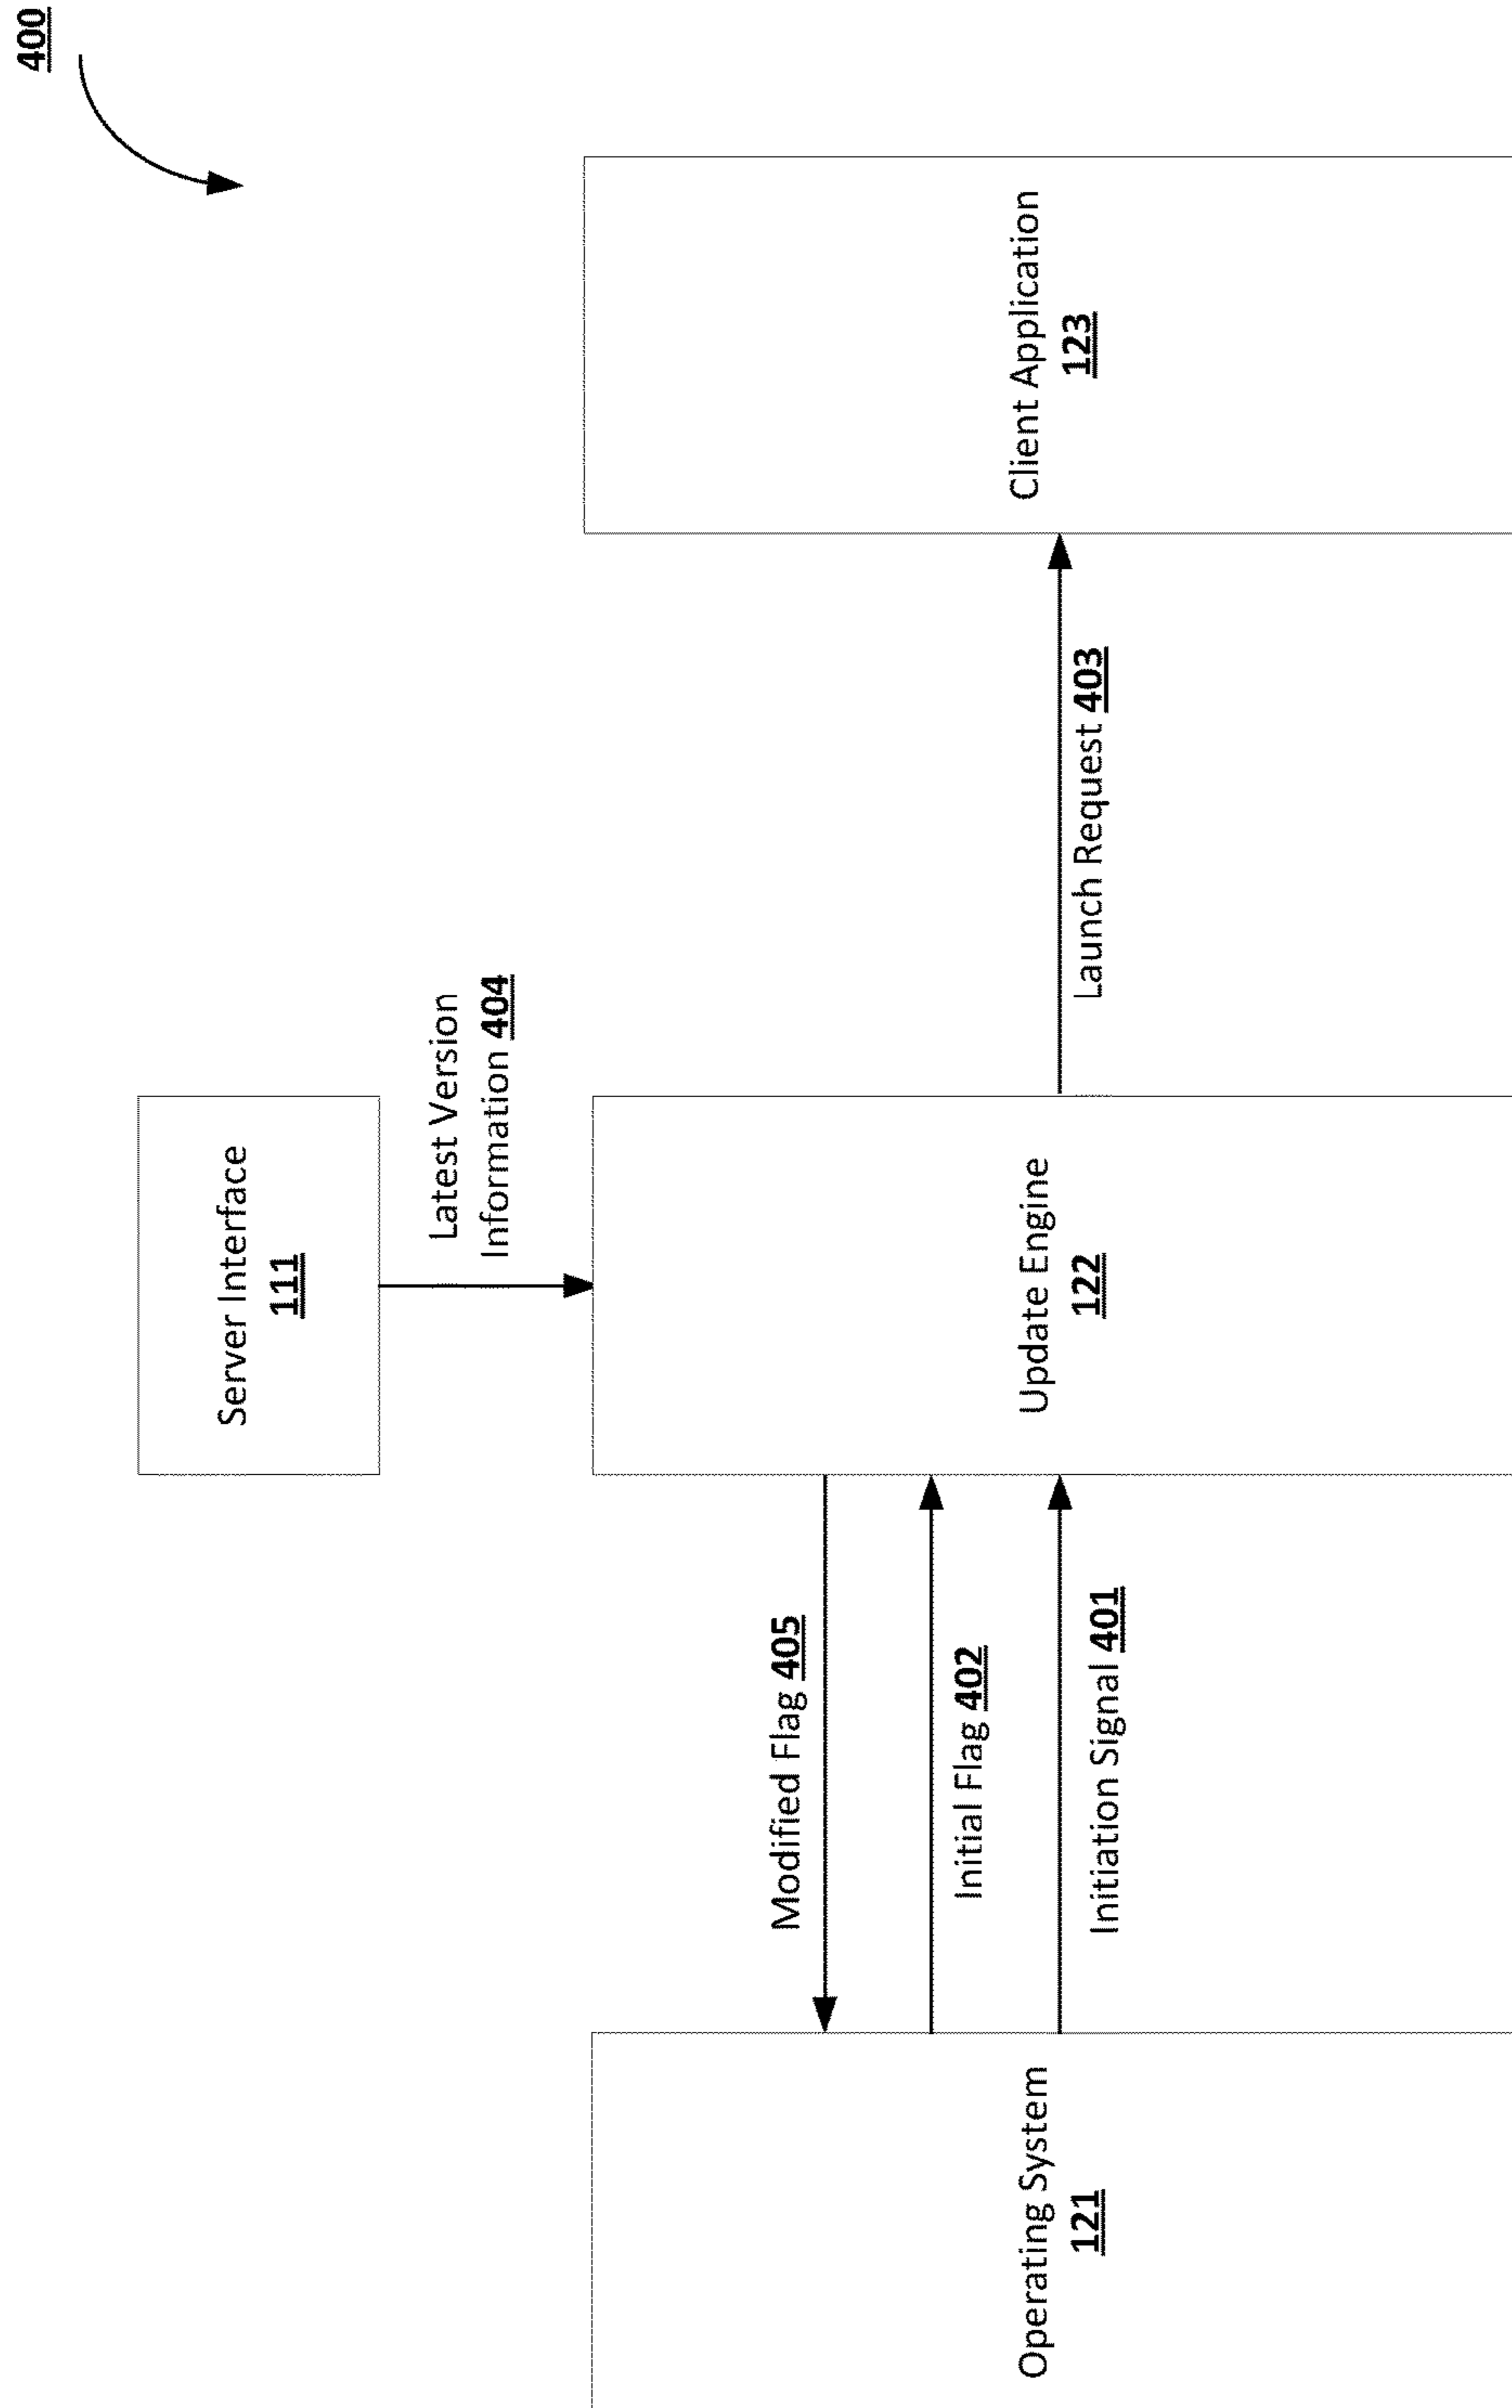 400
Server Interface
111
Latest Version
Information 404
Operating System
121
Modified Flag 405
Initial Flag 402
Initiation Signal 401
Update Engine
122
Launch Request 403
Client Application
123